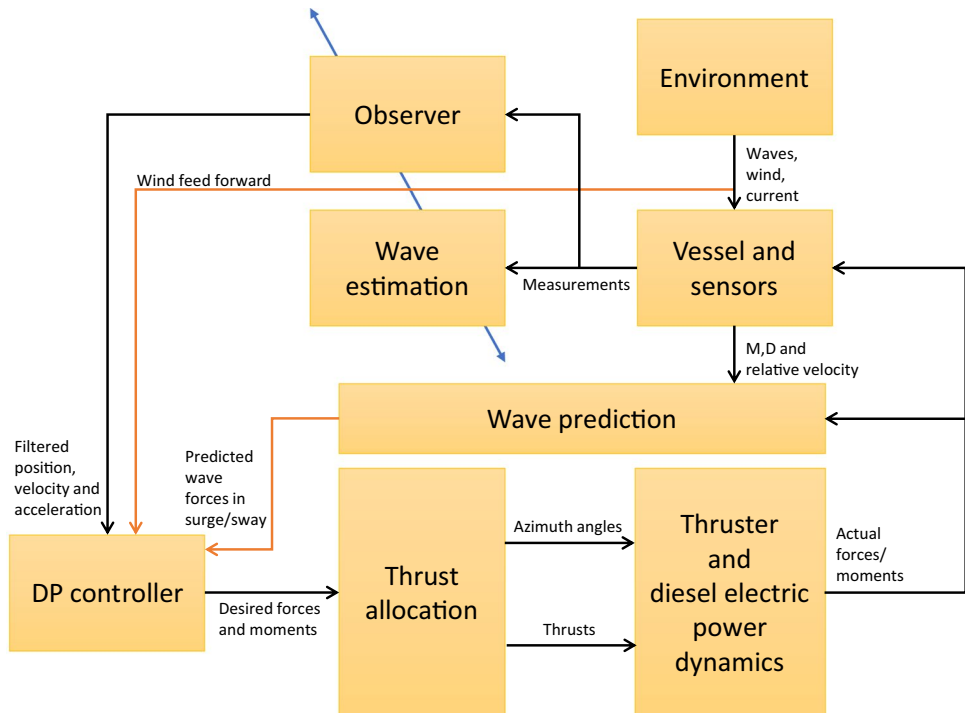 Environment
Observer
Waves,
wind,
current
Wind feed forward
Wave
estimation
Measurements
Vessel and
sensors
M,D and
relative velocity
Wave prediction
Filtered
position,
velocity and
acceleration
Predicted
wave
forces in
surge/sway
DP controller
Desired forces
and moments
Thrust
allocation
Azimuth angles
Thrusts
Thruster
and
diesel electric
power
dynamics
Actual
forces/
moments